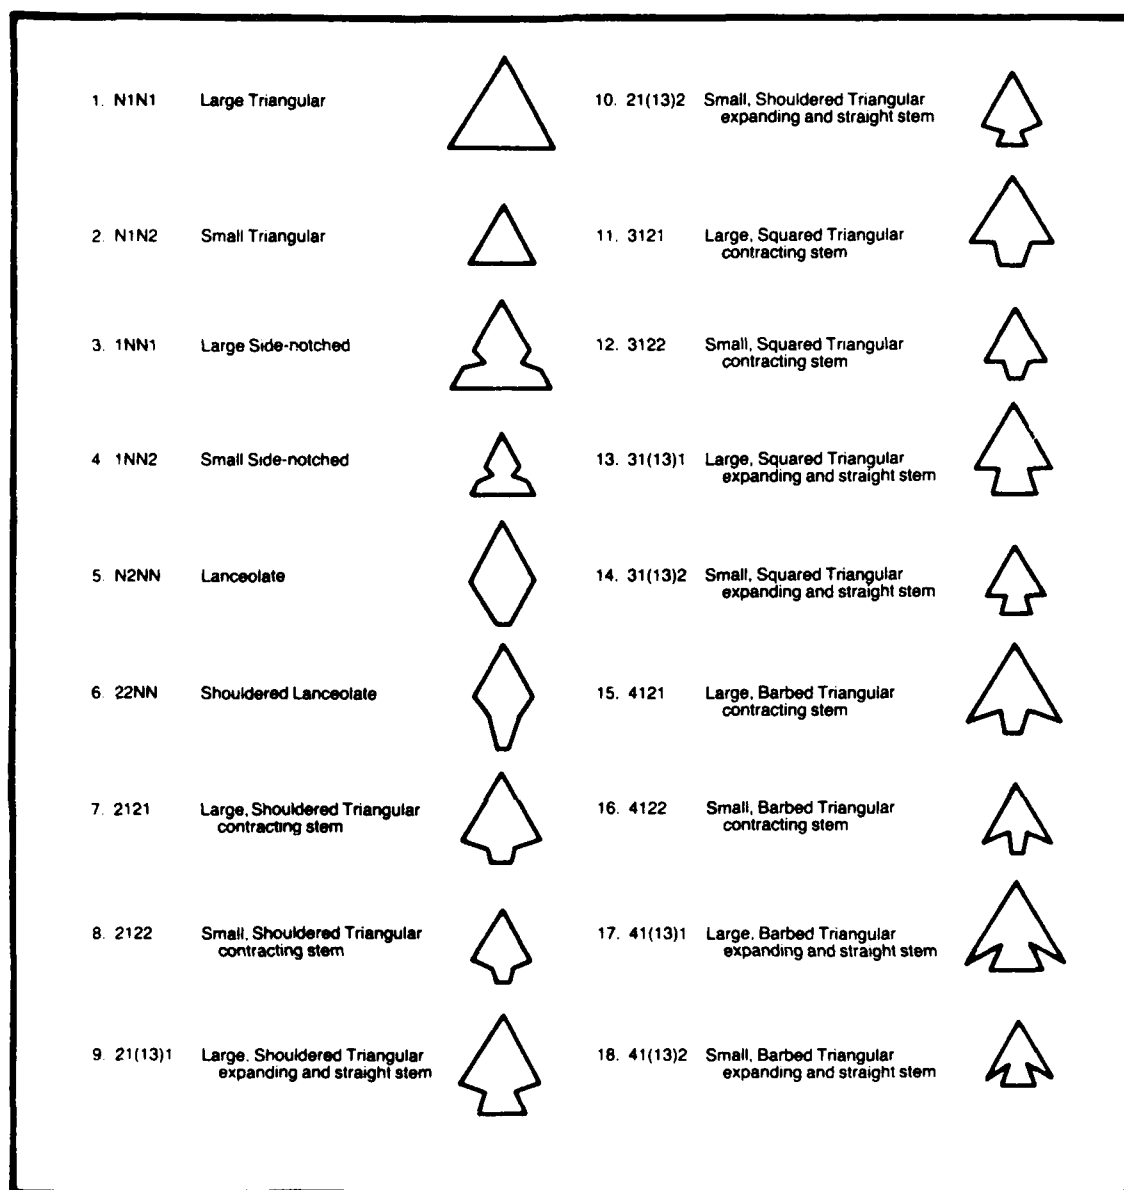 1. N1N1 Large Triangular
2. N1N2 Small Triangular
3. 1NN1 Large Side-notched
4 1NN2 Small Side-notched
5. N2NN Lanceolate
6. 22NN Shouldered Lanceolate
7. 2121 Large, Shouldered Triangular
contracting stem
8. 2122 Small, Shouldered Triangular
contracting stem
9. 21(13)1 Large, Shouldered Triangular
expanding and straight stem
10. 21(13)2 Small, Shouldered Triangular
expanding and straight stem
11. 3121 Large, Squared Triangular
contracting stem
12. 3122 Small, Squared Triangular
contracting stem
13. 31(13)1 Large, Squared Triangular
expanding and straight stem
14. 31(13)2 Small, Squared Triangular
expanding and straight stem
15. 4121 Large, Barbed Triangular
contracting stem
16. 4122 Small, Barbed Triangular
contracting stem
17. 41(13)1 Large, Barbed Triangular
expanding and straight stem
18. 41(13)2 Small, Barbed Triangular
expanding and straight stem